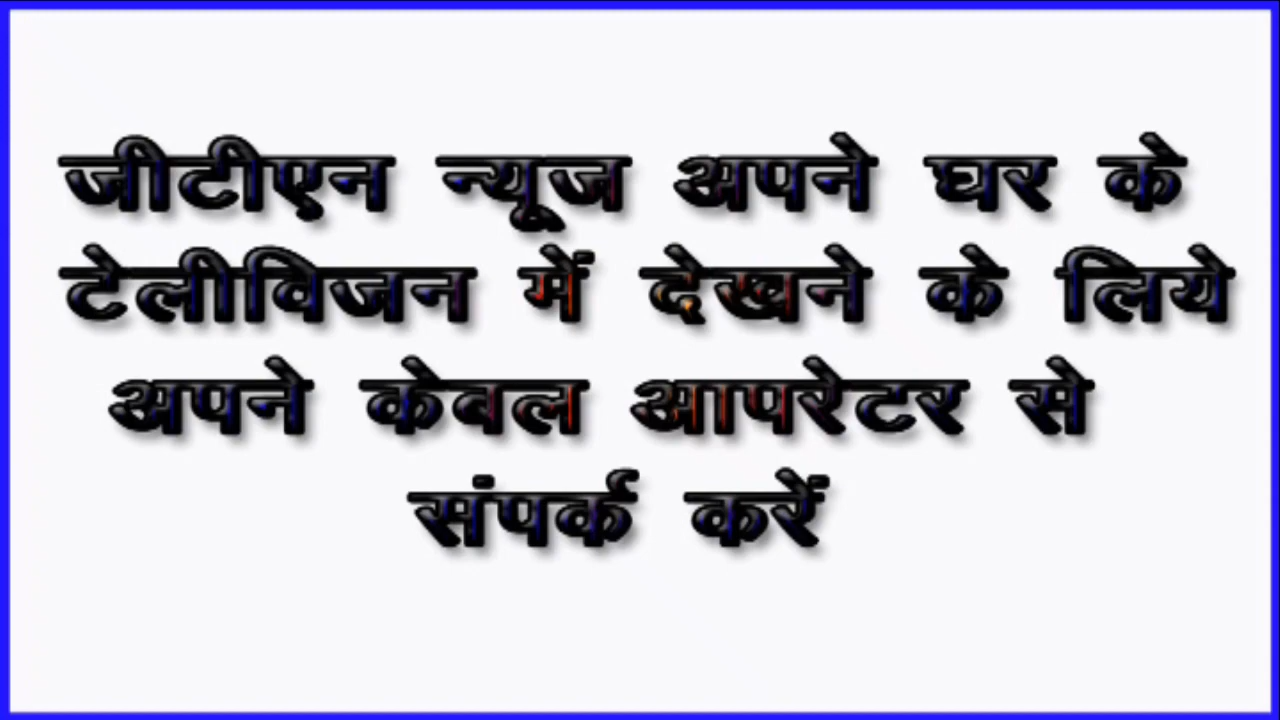 जीटीएन न्यूज अपने घर के
टेलीविजन में देखने के लिये
अपने केबल आपरेटर से
संपर्क करें